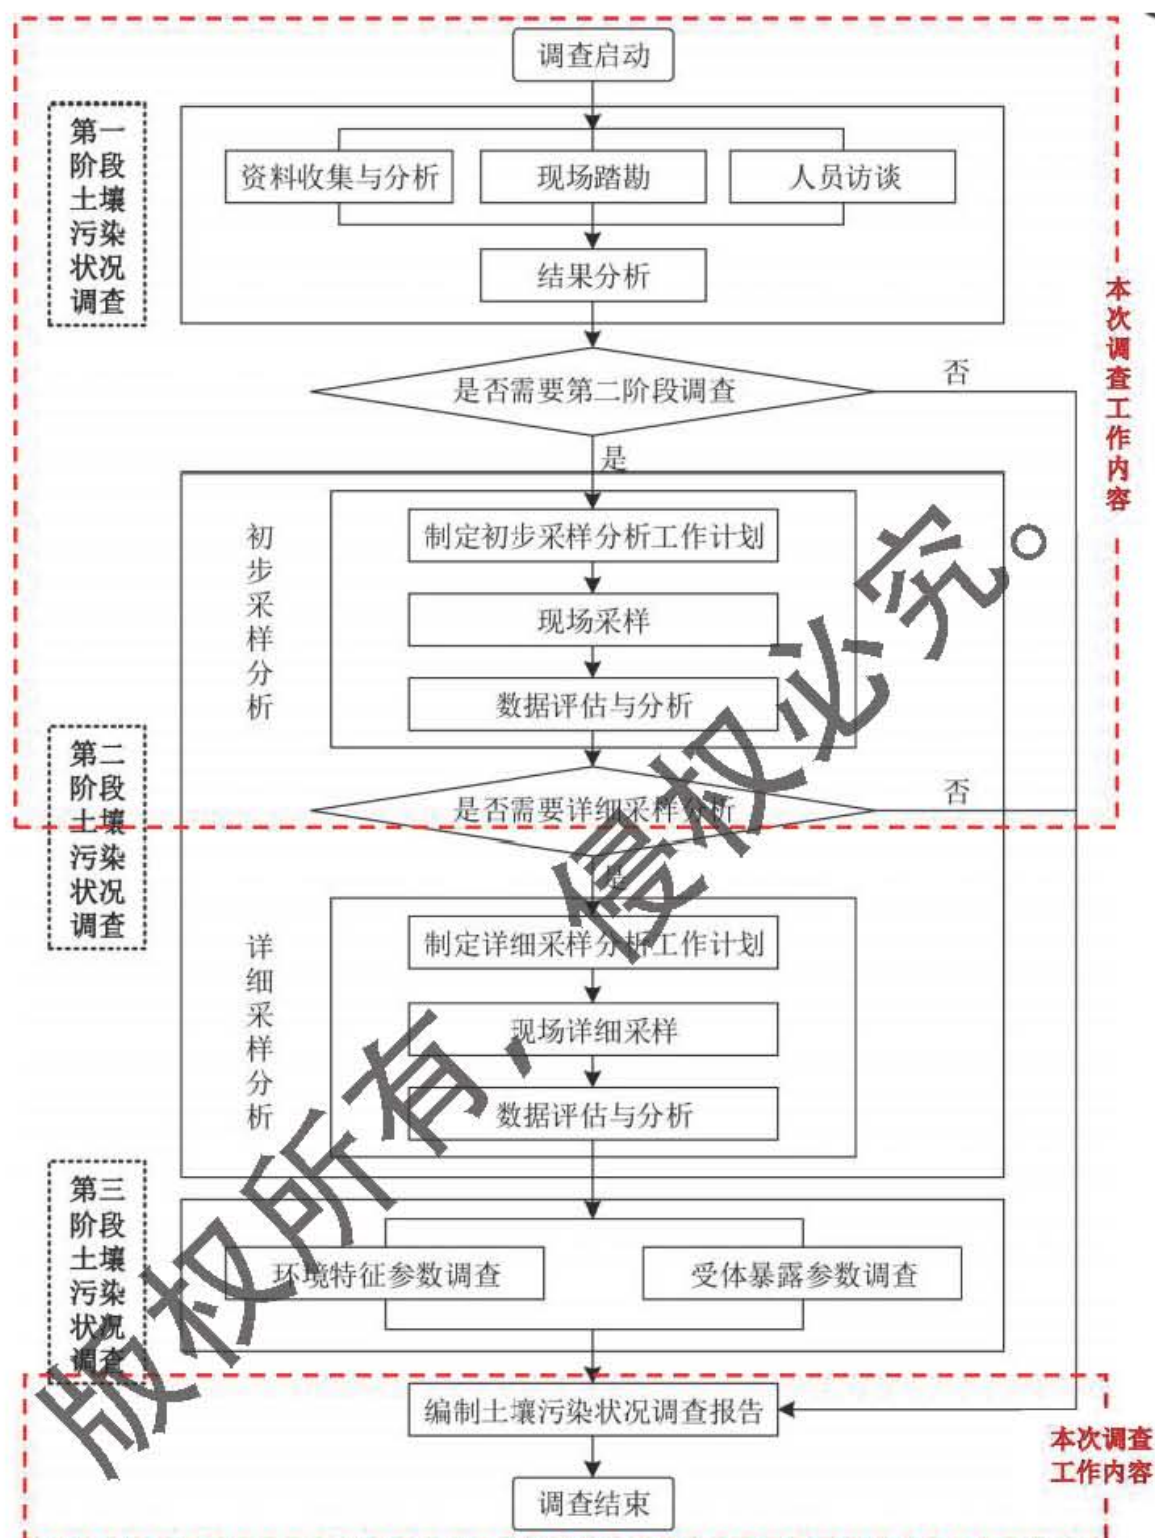 调查启动
第一
阶段
土壤
污染
状况
调查
资料收集与分析
现场踏勘
人员访谈
结果分析
本次调查工作内容
是否需要第二阶段调查
否
是
初步采样分析
制定初步采样分析工作计划
现场采样
数据评估与分析
第二
阶段
土壤
污染
状况
调查
是否需要详细采样分析
否
是
详细采样分析
制定详细采样分析工作计划
现场详细采样
数据评估与分析
第三
阶段
土壤
污染
状况
调查
环境特征参数调查
受体暴露参数调查
编制土壤污染状况调查报告
本次调查
工作内容
调查结束
版权所有，侵权必究。